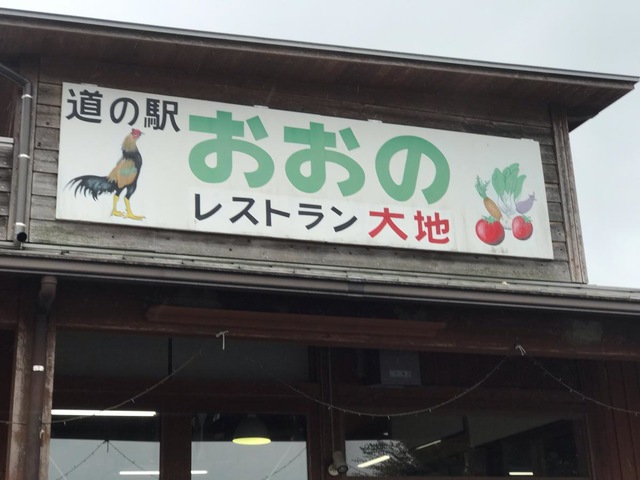 道の駅
おおの
レストラン 大地